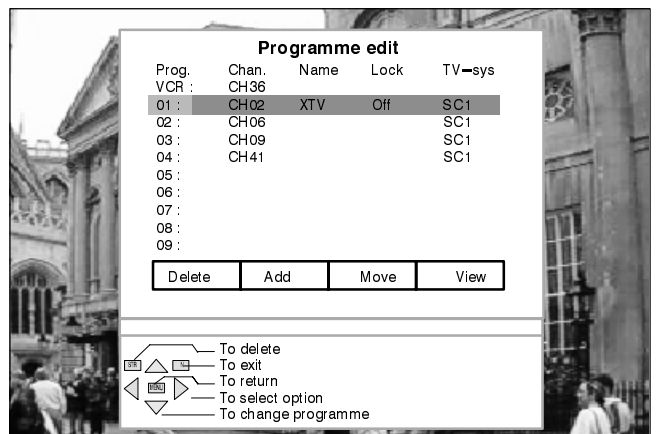 Programme edit
Prog. Chan. Name Lock TV-sys
VCR : CH36
01 : CH02 XTV Off SC1
02 : CH06 SC1
03 : CH09 SC1
04 : CH41 SC1
05 :
06 :
07 :
08 :
09 :
Delete Add Move View
To delete
STR N To exit
MENU To return
To select option
To change programme